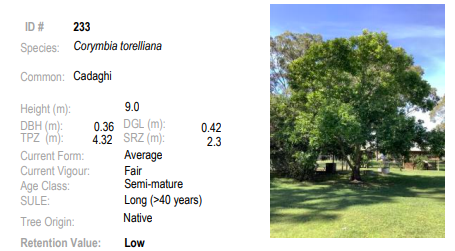 ID # 233
Species: Corymbia torelliana
Common: Cadaghi
Height (m): 9.0
DBH (m): 0.36 DGL (m): 0.42
TPZ (m): 4.32 SRZ (m): 2.3
Current Form: Average
Current Vigour: Fair
Age Class: Semi-mature
SULE: Long (>40 years)
Tree Origin: Native
Retention Value: Low